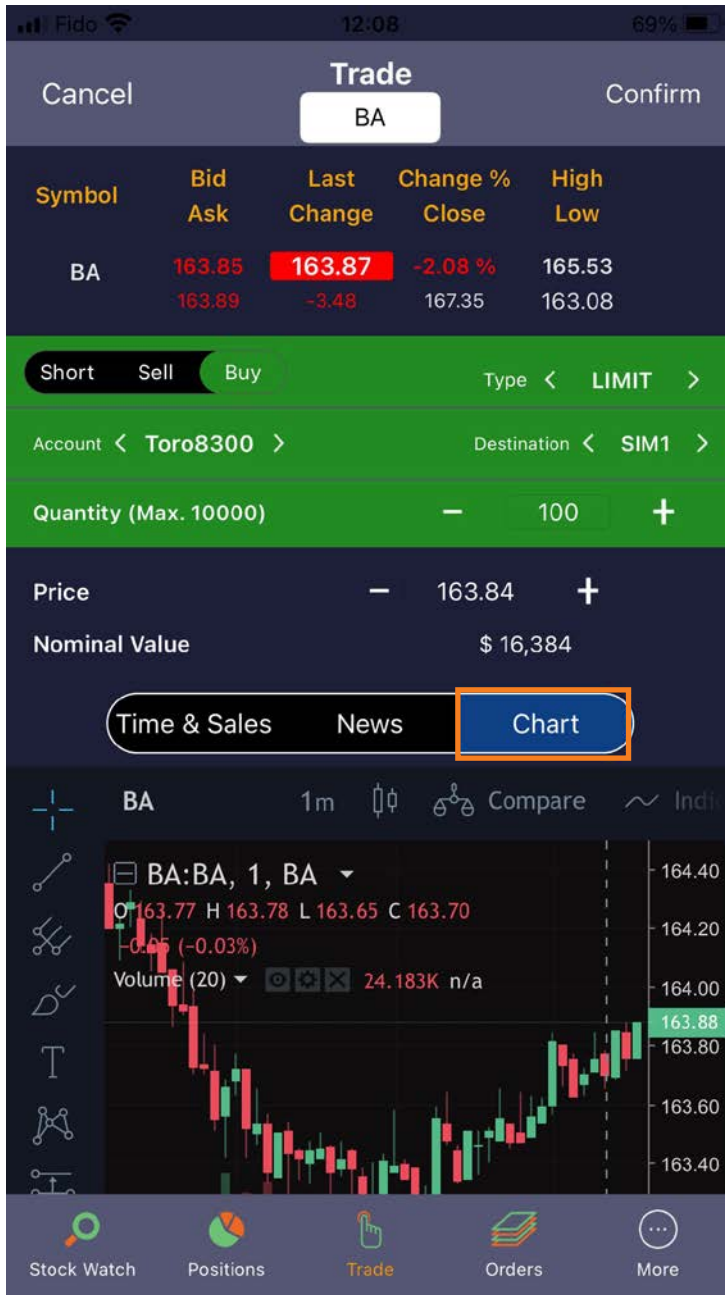 Fido 12:08 69%
Cancel Trade Confirm
BA
Symbol Bid Last Change % High
Ask Change Close Low
BA 163.85 163.87 -2.08 % 165.53
163.89 -3.48 167.35 163.08
Short Sell Buy Type < LIMIT >
Account < Toro8300 > Destination < SIM1 >
Quantity (Max. 10000) − 100 +
Price − 163.84 +
Nominal Value $ 16,384
Time & Sales News Chart
BA 1m Compare Indi
BA:BA, 1, BA
O 163.77 H 163.78 L 163.65 C 163.70
(−0.03%)
Volume (20) 24.183K n/a
T
164.40
164.20
164.00
163.88
163.80
163.60
163.40
Stock Watch Positions Trade Orders More